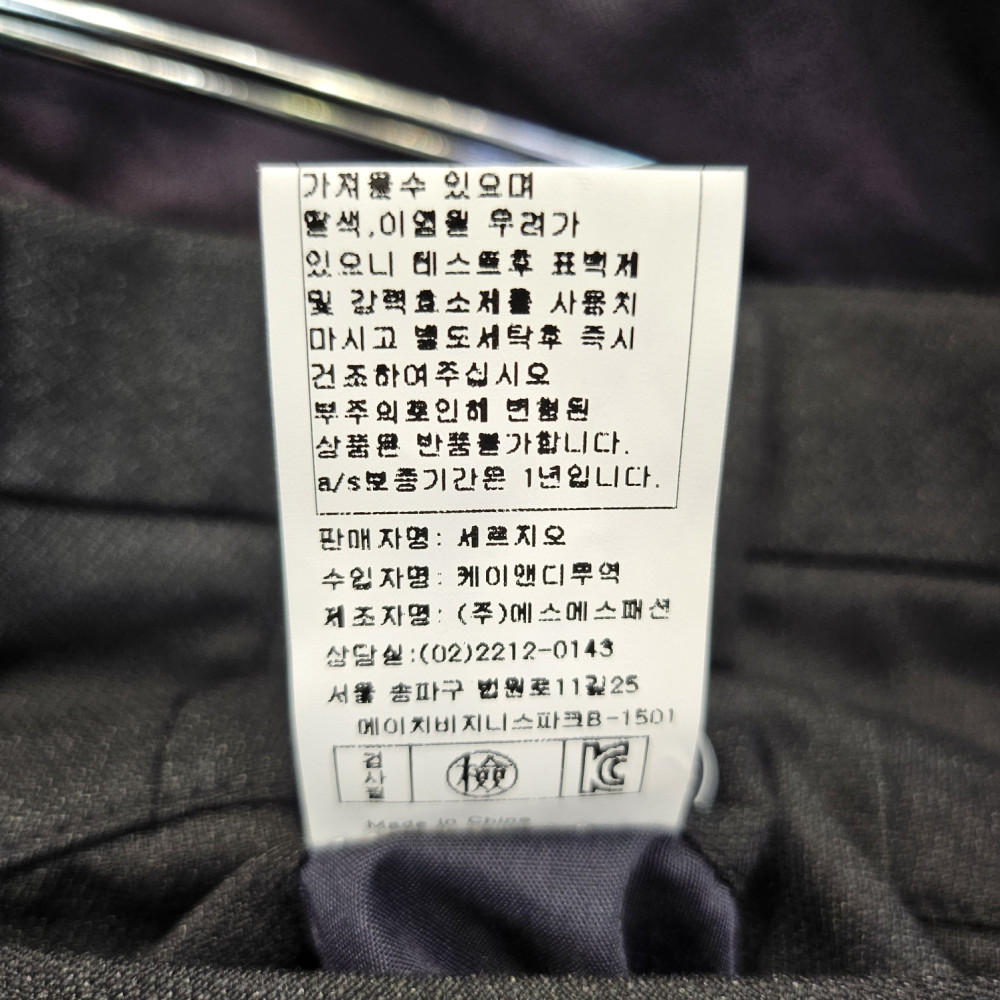 가져올수 있으며
탈색,이염될 우려가
있으니 테스트후 표백제
및 강력효소제를 사용치
마시고 별도세탁후 즉시
건조하여주십시오
부주의로인해 변형된
상품은 반품불가합니다.
a/s보증기간은 1년입니다.
판매자명: 세르지오
수입자명: 케이앤디무역
제조자명: (주)에스에스패션
상담실:(02)2212-0143
서울 송파구 법원로11길25
에이치비지니스파크B-1501
검사필 檢 KC
Made in China